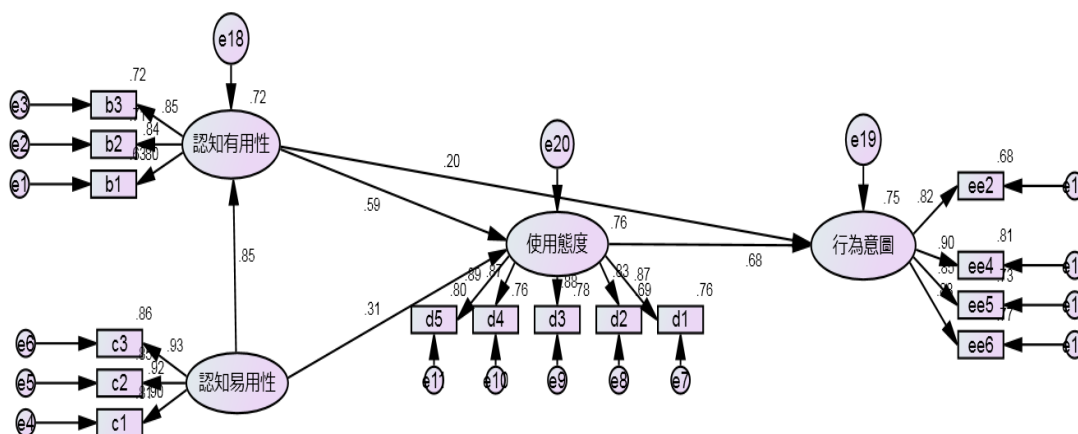 e18
.72
.72
e3
b3
.85
e2
b2
.84
認知有用性
e1
b1
e20
e19
.20
.68
.59
.76
.75
.82
ee2
使用態度
行為意圖
.90
.81
ee4
.85
.68
ee5
ee6
.31
.89
.87
.88
.83
.87
.80
.76
.78
.69
.76
d5
d4
d3
d2
d1
e11
e10
e9
e8
e7
.86
e6
c3
.93
e5
c2
.92
認知易用性
e4
c1
.90